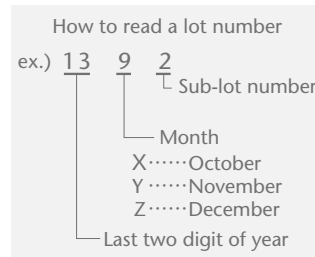 How to read a lot number
ex.) 13 9 2
Sub-lot number
Month
X……October
Y……November
Z……December
Last two digit of year